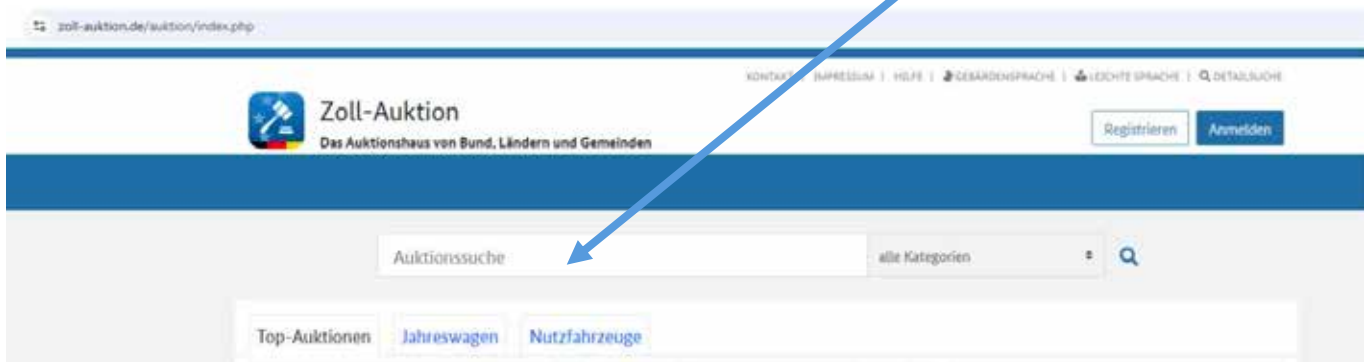 zoll-auktion.de/auktion/index.php
KONTAKT | IMPRESSUM | HILFE | GEBÄRDENSPRACHE | LEICHTE SPRACHE | DETAILSUCHE
Zoll-Auktion
Das Auktionshaus von Bund, Ländern und Gemeinden
Registrieren Anmelden
Auktionssuche alle Kategorien
Top-Auktionen Jahreswagen Nutzfahrzeuge